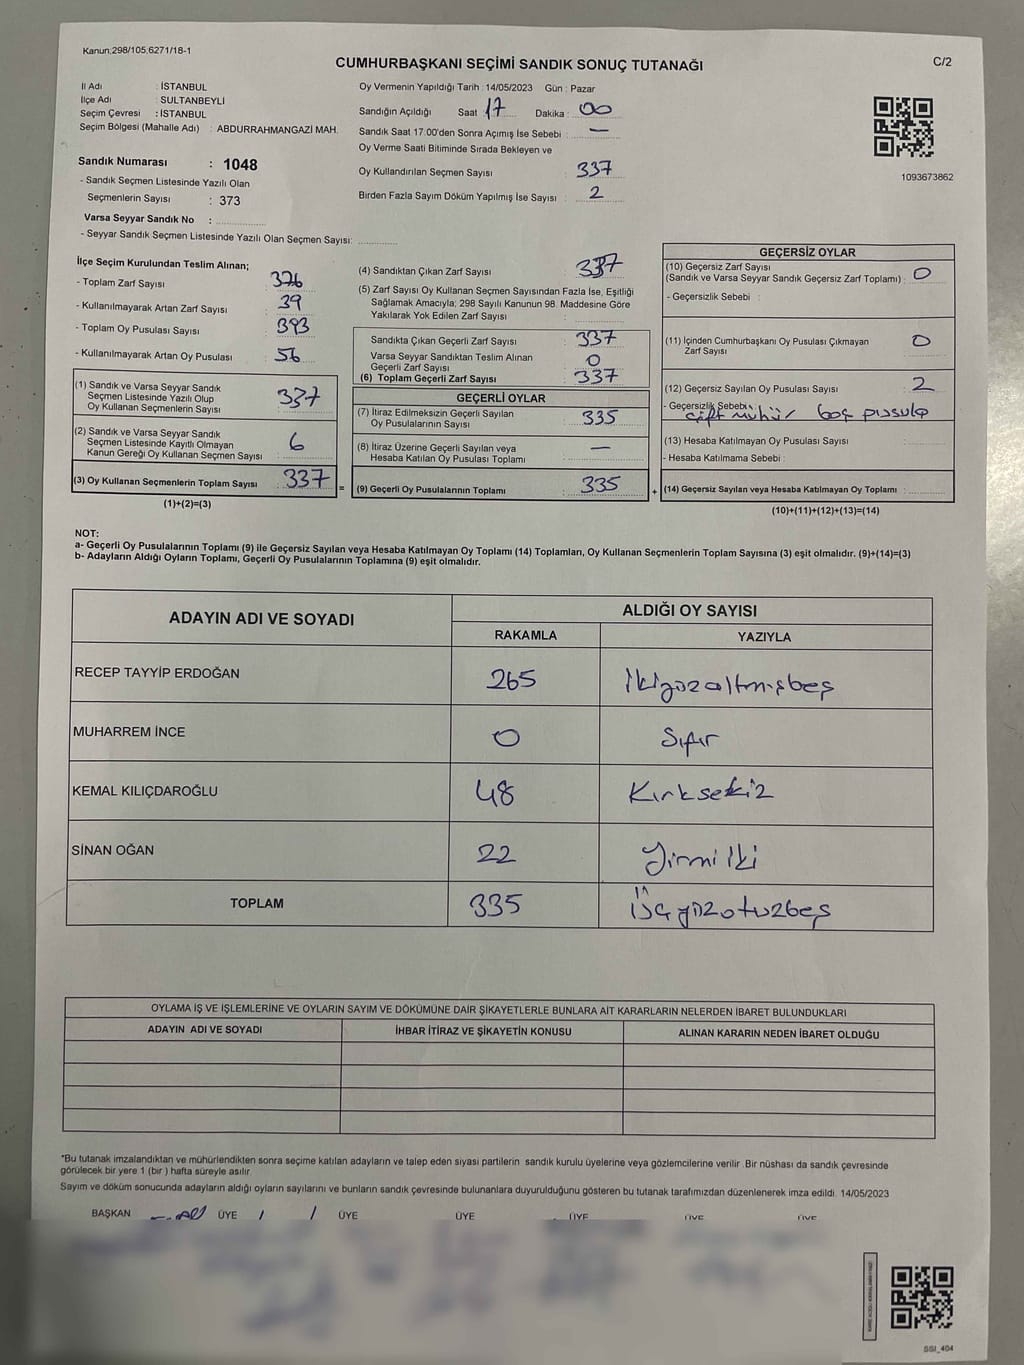 Kanun:298/105,6271/18-1
CUMHURBAŞKANI SEÇİMİ SANDIK SONUÇ TUTANAĞI
C/2
İl Adı : İSTANBUL
İlçe Adı : SULTANBEYLİ
Seçim Çevresi : İSTANBUL
Seçim Bölgesi (Mahalle Adı) : ABDURRAHMANGAZİ MAH.
Sandık Numarası : 1048
- Sandık Seçmen Listesinde Yazılı Olan
Seçmenlerin Sayısı : 373
Varsa Seyyar Sandık No :
- Seyyar Sandık Seçmen Listesinde Yazılı Olan Seçmen Sayısı:
Oy Vermenin Yapıldığı Tarih : 14/05/2023 Gün : Pazar
Sandığın Açıldığı Saat 17 Dakika : 00
Sandık Saat 17:00'den Sonra Açımış İse Sebebi : —
Oy Verme Saati Bitiminde Sırada Bekleyen ve
Oy Kullandırılan Seçmen Sayısı : 337
Birden Fazla Sayım Döküm Yapılmış İse Sayısı : 2
1093673862
İlçe Seçim Kurulundan Teslim Alınan;
- Toplam Zarf Sayısı : 376
- Kullanılmayarak Artan Zarf Sayısı : 39
- Toplam Oy Pusulası Sayısı : 393
- Kullanılmayarak Artan Oy Pusulası : 56
(1) Sandık ve Varsa Seyyar Sandık
Seçmen Listesinde Yazılı Olup
Oy Kullanan Seçmenlerin Sayısı : 337
(2) Sandık ve Varsa Seyyar Sandık
Seçmen Listesinde Kayıtlı Olmayan
Kanun Gereği Oy Kullanan Seçmen Sayısı : 6
(3) Oy Kullanan Seçmenlerin Toplam Sayısı : 337
(1)+(2)=(3)
(4) Sandıktan Çıkan Zarf Sayısı : 337
(5) Zarf Sayısı Oy Kullanan Seçmen Sayısından Fazla İse, Eşitliği
Sağlamak Amacıyla; 298 Sayılı Kanunun 98. Maddesine Göre
Yakılarak Yok Edilen Zarf Sayısı :
Sandıkta Çıkan Geçerli Zarf Sayısı : 337
Varsa Seyyar Sandıktan Teslim Alınan
Geçerli Zarf Sayısı : 0
(6) Toplam Geçerli Zarf Sayısı : 337
GEÇERLİ OYLAR
(7) İtiraz Edilmeksizin Geçerli Sayılan
Oy Pusulalarının Sayısı : 335
(8) İtiraz Üzerine Geçerli Sayılan veya
Hesaba Katılan Oy Pusulası Toplamı : —
= (9) Geçerli Oy Pusulalarının Toplamı : 335 +
GEÇERSİZ OYLAR
(10) Geçersiz Zarf Sayısı
(Sandık ve Varsa Seyyar Sandık Geçersiz Zarf Toplamı) : 0
- Geçersizlik Sebebi :
(11) İçinden Cumhurbaşkanı Oy Pusulası Çıkmayan
Zarf Sayısı : 0
(12) Geçersiz Sayılan Oy Pusulası Sayısı : 2
- Geçersizlik Sebebi : çift mühür boş pusula
(13) Hesaba Katılmayan Oy Pusulası Sayısı :
- Hesaba Katılmama Sebebi :
(14) Geçersiz Sayılan veya Hesaba Katılmayan Oy Toplamı :
(10)+(11)+(12)+(13)=(14)
NOT:
a- Geçerli Oy Pusulalarının Toplamı (9) ile Geçersiz Sayılan veya Hesaba Katılmayan Oy Toplamı (14) Toplamları, Oy Kullanan Seçmenlerin Toplam Sayısına (3) eşit olmalıdır. (9)+(14)=(3)
b- Adayların Aldığı Oyların Toplamı, Geçerli Oy Pusulalarının Toplamına (9) eşit olmalıdır.
ADAYIN ADI VE SOYADI ALDIĞI OY SAYISI
RAKAMLA YAZIYLA
RECEP TAYYİP ERDOĞAN 265 İkiyüzaltmışbeş
MUHARREM İNCE 0 Sıfır
KEMAL KILIÇDAROĞLU 48 Kırksekiz
SİNAN OĞAN 22 Yirmi iki
TOPLAM 335 Üçyüzotuzbeş
OYLAMA İŞ VE İŞLEMLERİNE VE OYLARIN SAYIM VE DÖKÜMÜNE DAİR ŞİKAYETLERLE BUNLARA AİT KARARLARIN NELERDEN İBARET BULUNDUKLARI
ADAYIN ADI VE SOYADI İHBAR İTİRAZ VE ŞİKAYETİN KONUSU ALINAN KARARIN NEDEN İBARET OLDUĞU
*Bu tutanak imzalandıktan ve mühürlendikten sonra seçime katılan adayların ve talep eden siyasi partilerin sandık kurulu üyelerine veya gözlemcilerine verilir. Bir nüshası da sandık çevresinde
görülecek bir yere 1 (bir ) hafta süreyle asılır.
Sayım ve döküm sonucunda adayların aldığı oyların sayılarını ve bunların sandık çevresinde bulunanlara duyurulduğunu gösteren bu tutanak tarafımızdan düzenlenerek imza edildi. 14/05/2023
BAŞKAN ÜYE ÜYE ÜYE ÜYE ÜYE ÜYE
SSI_404